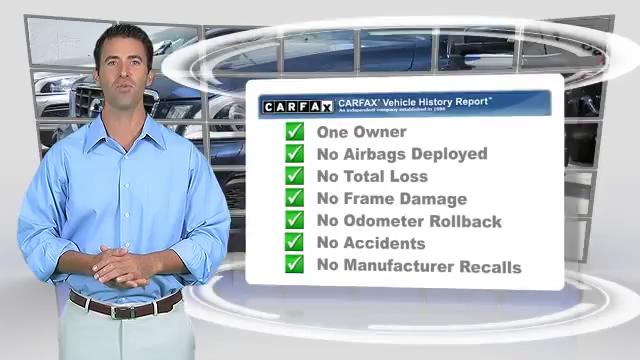 CARFAX CARFAX® Vehicle History Report™
An independent company established in 1986
One Owner
No Airbags Deployed
No Total Loss
No Frame Damage
No Odometer Rollback
No Accidents
No Manufacturer Recalls